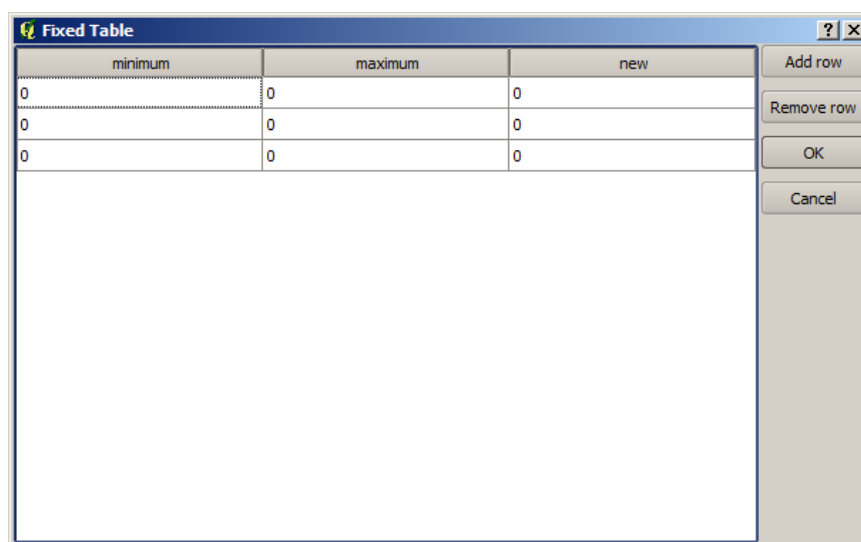 Fixed Table
minimum maximum new Add row
0 0 0
Remove row
0 0 0
0 0 0 OK
Cancel